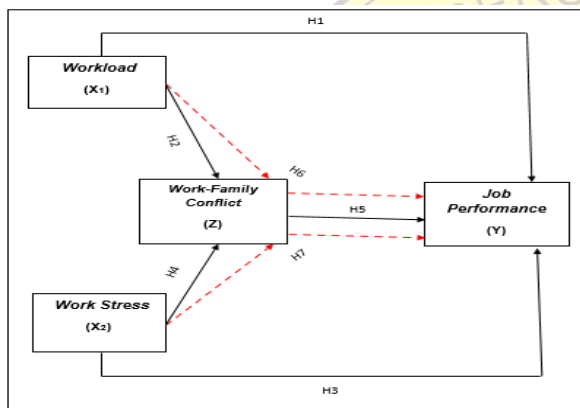 H1
Workload
(X1)
H2
H6
Work-Family
Conflict
(Z)
H5
Job
Performance
(Y)
H4
H7
Work Stress
(X2)
H3